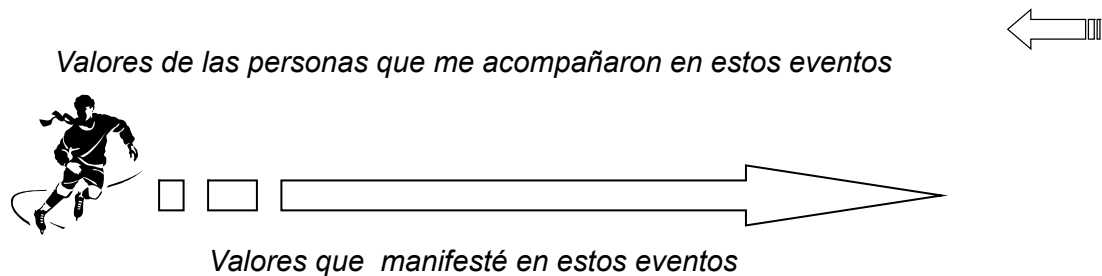 Valores de las personas que me acompañaron en estos eventos
Valores que  manifesté en estos eventos